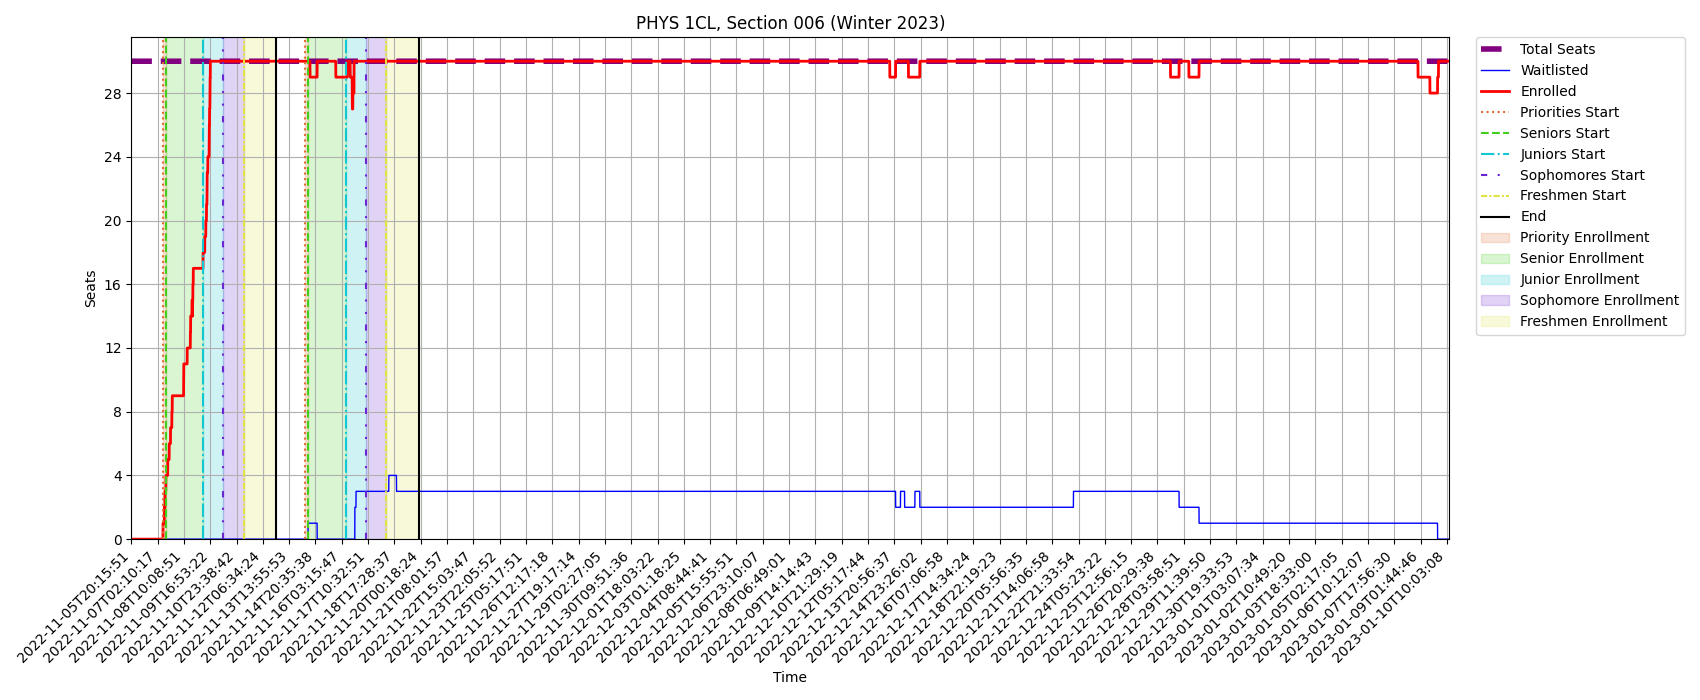 PHYS 1CL, Section 006 (Winter 2023)
Total Seats
Waitlisted
Enrolled
Priorities Start
Seniors Start
Juniors Start
Sophomores Start
Freshmen Start
End
Priority Enrollment
Senior Enrollment
Junior Enrollment
Sophomore Enrollment
Freshmen Enrollment
Seats
28
24
20
16
12
8
4
0
2022-11-05T20:15:51
2022-11-07T02:10:17
2022-11-08T10:08:51
2022-11-09T16:53:22
2022-11-10T23:38:42
2022-11-12T06:34:24
2022-11-13T13:55:53
2022-11-14T20:35:38
2022-11-16T03:15:47
2022-11-17T10:32:51
2022-11-18T17:28:37
2022-11-20T00:18:24
2022-11-21T08:01:57
2022-11-22T15:03:47
2022-11-23T22:05:52
2022-11-25T05:17:51
2022-11-26T12:17:18
2022-11-27T19:17:14
2022-11-29T02:27:05
2022-11-30T09:51:36
2022-12-01T18:03:22
2022-12-03T01:18:25
2022-12-04T08:44:41
2022-12-05T15:55:51
2022-12-06T23:10:07
2022-12-08T06:49:01
2022-12-09T14:14:43
2022-12-10T21:29:19
2022-12-12T05:17:44
2022-12-13T20:56:37
2022-12-14T23:26:02
2022-12-16T07:06:58
2022-12-17T14:34:24
2022-12-18T22:19:23
2022-12-20T05:56:35
2022-12-21T14:06:58
2022-12-22T21:33:54
2022-12-24T05:23:22
2022-12-25T12:56:15
2022-12-26T20:29:38
2022-12-28T03:58:51
2022-12-29T11:39:50
2022-12-30T19:33:53
2023-01-01T03:07:34
2023-01-02T10:49:20
2023-01-03T18:33:00
2023-01-05T02:17:05
2023-01-06T10:12:07
2023-01-07T17:56:30
2023-01-09T01:44:46
2023-01-10T10:03:08
Time